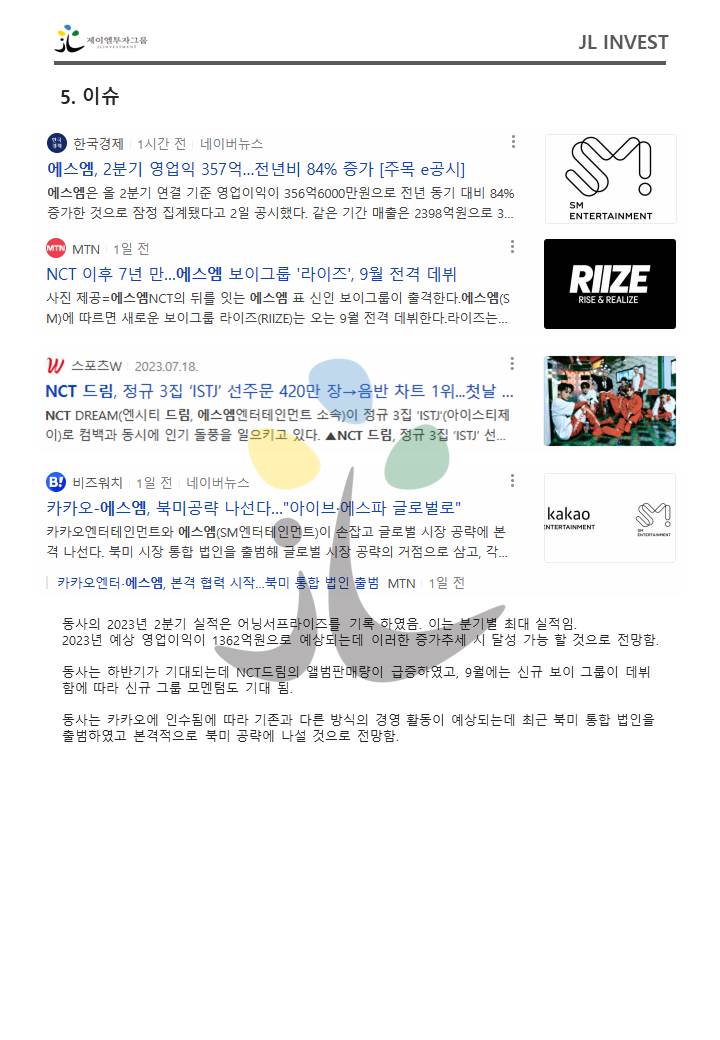 제이엘투자그룹
JLINVESTMENT
JL INVEST
5. 이슈
한국경제
한국경제 1시간 전 네이버뉴스
에스엠, 2분기 영업익 357억...전년비 84% 증가 [주목 e공시]
에스엠은 올 2분기 연결 기준 영업이익이 356억6000만원으로 전년 동기 대비 84%
증가한 것으로 잠정 집계됐다고 2일 공시했다. 같은 기간 매출은 2398억원으로 3...
SM
ENTERTAINMENT
MTN MTN 1일 전
NCT 이후 7년 만...에스엠 보이그룹 '라이즈', 9월 전격 데뷔
사진 제공=에스엠NCT의 뒤를 잇는 에스엠 표 신인 보이그룹이 출격한다.에스엠(S
M)에 따르면 새로운 보이그룹 라이즈(RIIZE)는 오는 9월 전격 데뷔한다.라이즈는...
RIIZE
RISE & REALIZE
W 스포츠W 2023.07.18.
NCT 드림, 정규 3집 ‘ISTJ’ 선주문 420만 장→음반 차트 1위...첫날 ...
NCT DREAM(엔시티 드림, 에스엠엔터테인먼트 소속)이 정규 3집 ‘ISTJ’(아이스티제
이)로 컴백과 동시에 인기 돌풍을 일으키고 있다. ▲NCT 드림, 정규 3집 ‘ISTJ’ 선...
B! 비즈워치 1일 전 네이버뉴스
카카오-에스엠, 북미공략 나선다..."아이브·에스파 글로벌로"
카카오엔터테인먼트와 에스엠(SM엔터테인먼트)이 손잡고 글로벌 시장 공략에 본
격 나선다. 북미 시장 통합 법인을 출범해 글로벌 시장 공략의 거점으로 삼고, 각...
kakao
ENTERTAINMENT
SM
ENTERTAINMENT
카카오엔터·에스엠, 본격 협력 시작...북미 통합 법인 출범 MTN 1일 전
동사의 2023년 2분기 실적은 어닝서프라이즈를 기록 하였음. 이는 분기별 최대 실적임.
2023년 예상 영업이익이 1362억원으로 예상되는데 이러한 증가추세 시 달성 가능 할 것으로 전망함.
동사는 하반기가 기대되는데 NCT드림의 앨범판매량이 급증하였고, 9월에는 신규 보이 그룹이 데뷔
함에 따라 신규 그룹 모멘텀도 기대 됨.
동사는 카카오에 인수됨에 따라 기존과 다른 방식의 경영 활동이 예상되는데 최근 북미 통합 법인을
출범하였고 본격적으로 북미 공략에 나설 것으로 전망함.